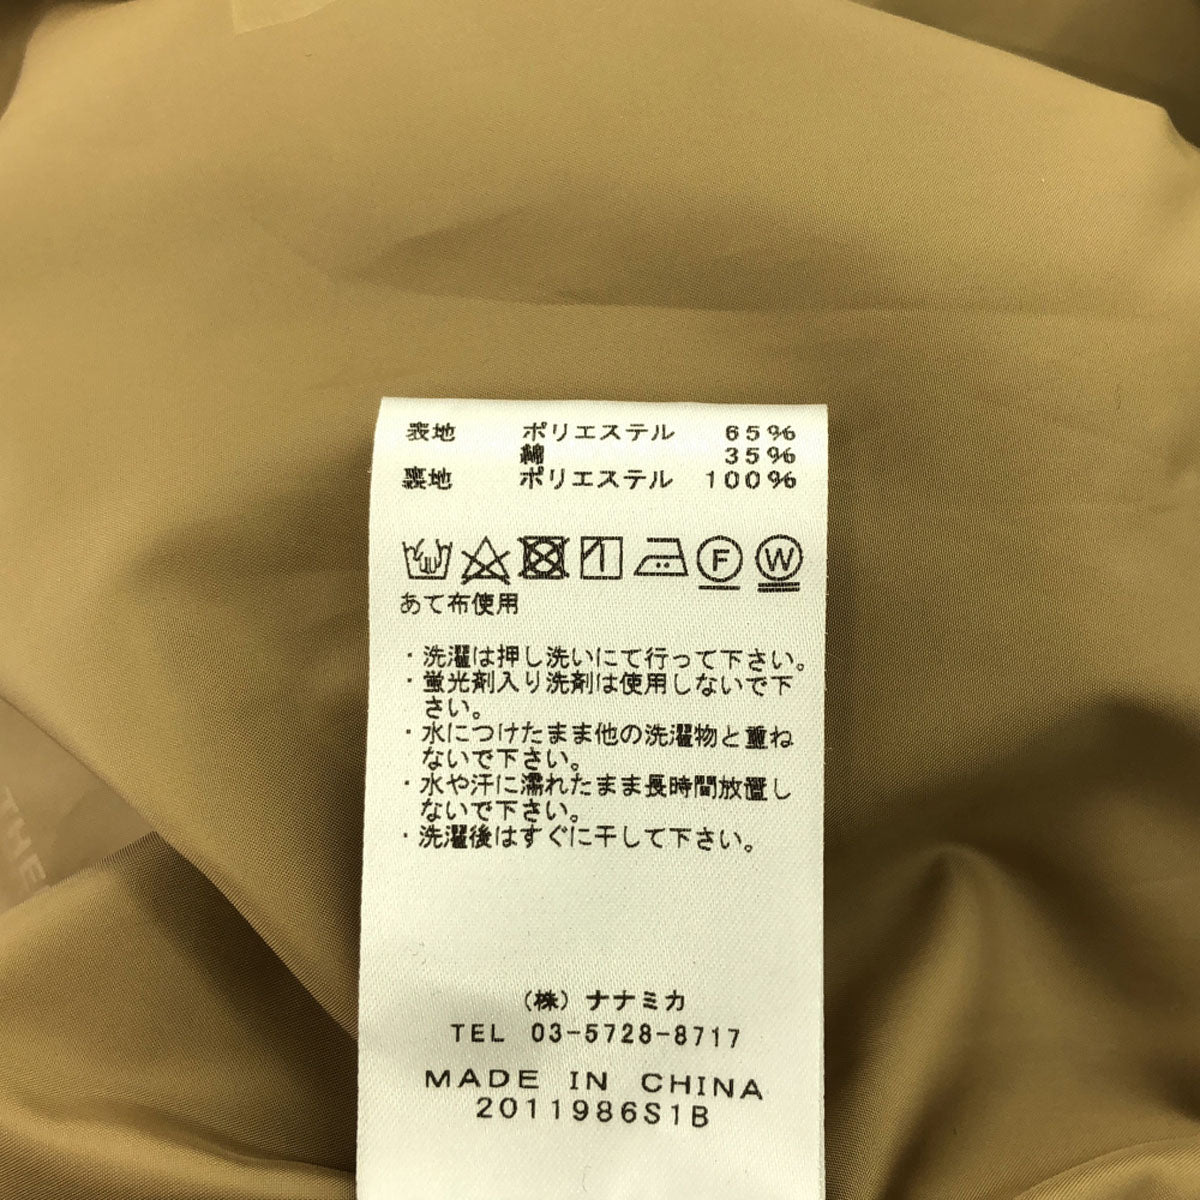 表地 ポリエステル 65%
綿 35%
裏地 ポリエステル 100%
F W
あて布使用
・洗濯は押し洗いにて行って下さい。
・蛍光剤入り洗剤は使用しないで下
さい。
・水につけたまま他の洗濯物と重ね
ないで下さい。
・水や汗に濡れたまま長時間放置し
ないで下さい。
・洗濯後はすぐに干して下さい。
(株)ナナミカ
TEL 03-5728-8717
MADE IN CHINA
2011986S1B
THE